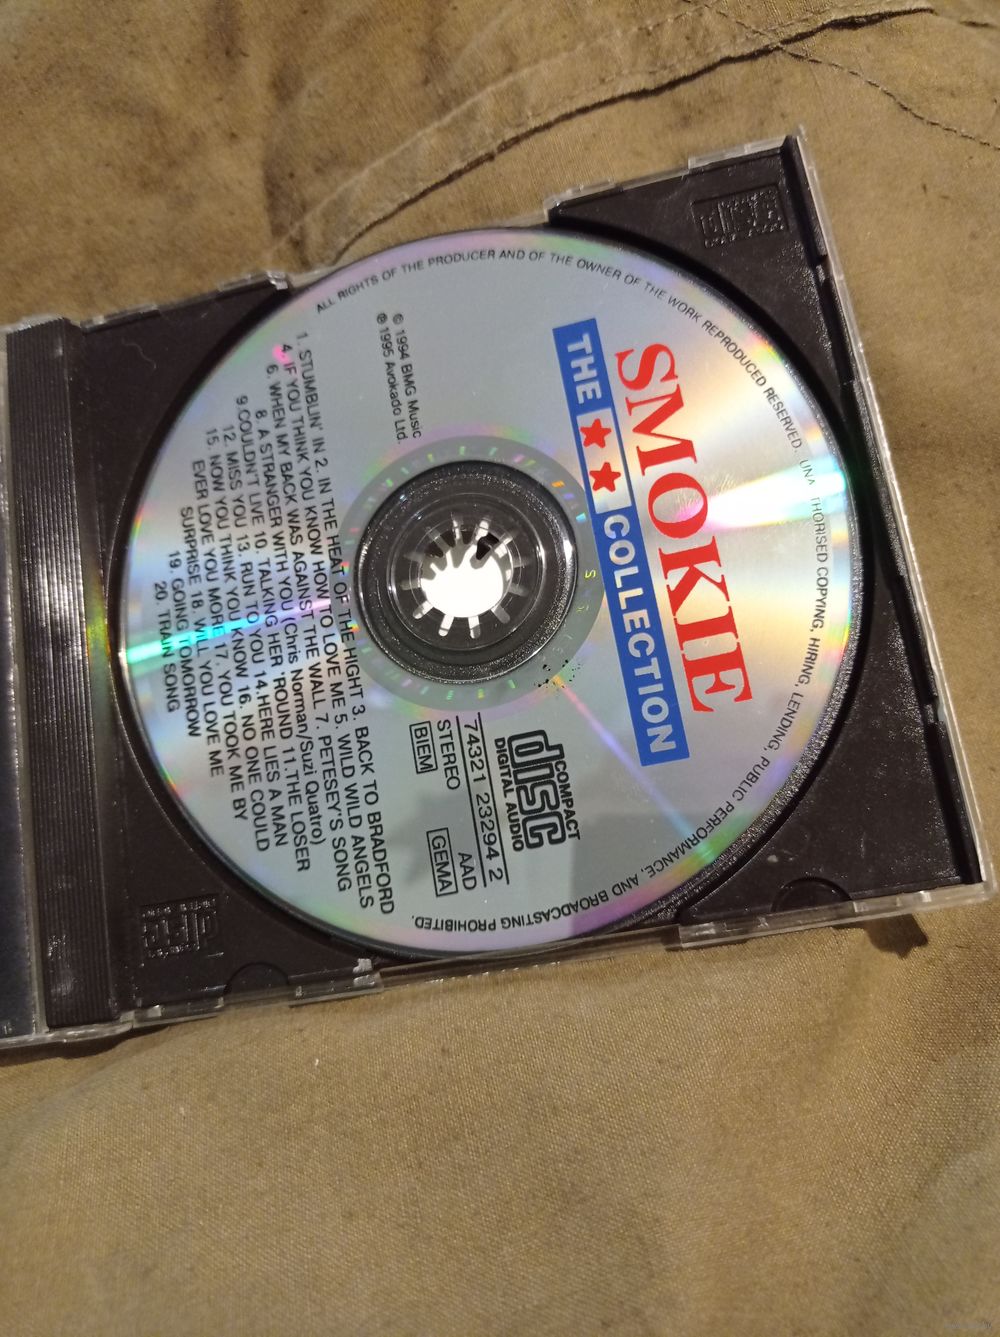 SMOKIE
THE COLLECTION
ALL RIGHTS OF THE PRODUCER AND OF THE OWNER OF THE WORK REPRODUCED RESERVED. UNA THORISED COPYING, HIRING, LENDING, PUBLIC PERFORMANCE, AND BROADCASTING PROHIBITED.
© 1994 BMG Music
℗ 1995 Avokado Ltd.
COMPACT
disc
DIGITAL AUDIO
74321 23294 2
STEREO AAD
BIEM GEMA
1. STUMBLIN' IN 2. IN THE HEAT OF THE HIGHT 3. BACK TO BRADFORD
4. IF YOU THINK YOU KNOW HOW TO LOVE ME 5. WILD WILD ANGELS
6. WHEN MY BACK WAS AGAINST THE WALL 7. PETESEY'S SONG
8. A STRANGER WITH YOU (Chris Norman/Suzi Quatro)
9.COULDN'T LIVE 10. TALKING HER 'ROUND 11.THE LOSER
12. MISS YOU 13. RUN TO YOU 14.HERE LIES A MAN
15. NOW YOU THINK YOU KNOW 16. NO ONE COULD
EVER LOVE YOU MORE 17. YOU TOOK ME BY
SURPRISE 18. WILL YOU LOVE ME
19. GOING TOMORROW
20. TRAIN SONG